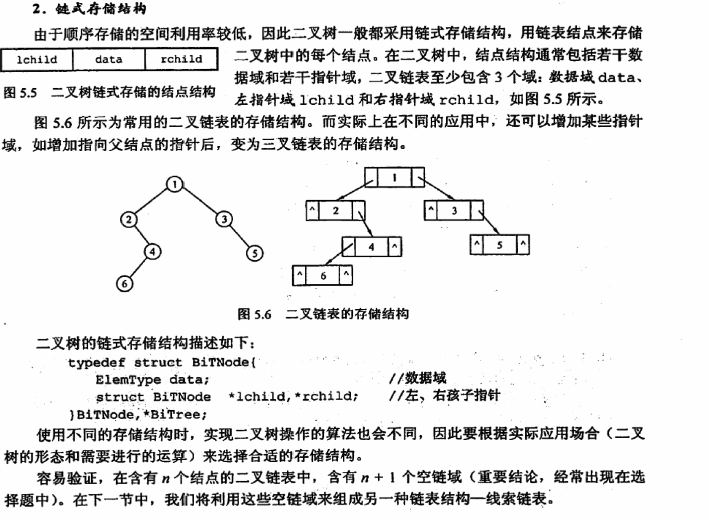 2．链式存储结构
由于顺序存储的空间利用率较低，因此二叉树一般都采用链式存储结构，用链表结点来存储
lchild data rchild
图 5.5 二叉树链式存储的结点结构
二叉树中的每个结点。在二叉树中，结点结构通常包括若干数
据域和若干指针域，二叉链表至少包含 3 个域：数据域 data、
左指针域 lchild 和右指针域 rchild，如图 5.5 所示。
图 5.6 所示为常用的二叉链表的存储结构。而实际上在不同的应用中，还可以增加某些指针
域，如增加指向父结点的指针后，变为三叉链表的存储结构。
1
2 3
4 5
6
1
^ 2 ^ 3
4 ^ ^ 5 ^
^ 6 ^
图 5.6 二叉链表的存储结构
二叉树的链式存储结构描述如下：
typedef struct BiTNode{
ElemType data; //数据域
struct BiTNode *lchild,*rchild; //左、右孩子指针
}BiTNode,*BiTree;
使用不同的存储结构时，实现二叉树操作的算法也会不同，因此要根据实际应用场合（二叉
树的形态和需要进行的运算）来选择合适的存储结构。
容易验证，在含有 n 个结点的二叉链表中，含有 n + 1 个空链域（重要结论，经常出现在选
择题中）。在下一节中，我们将利用这些空链域来组成另一种链表结构—线索链表。